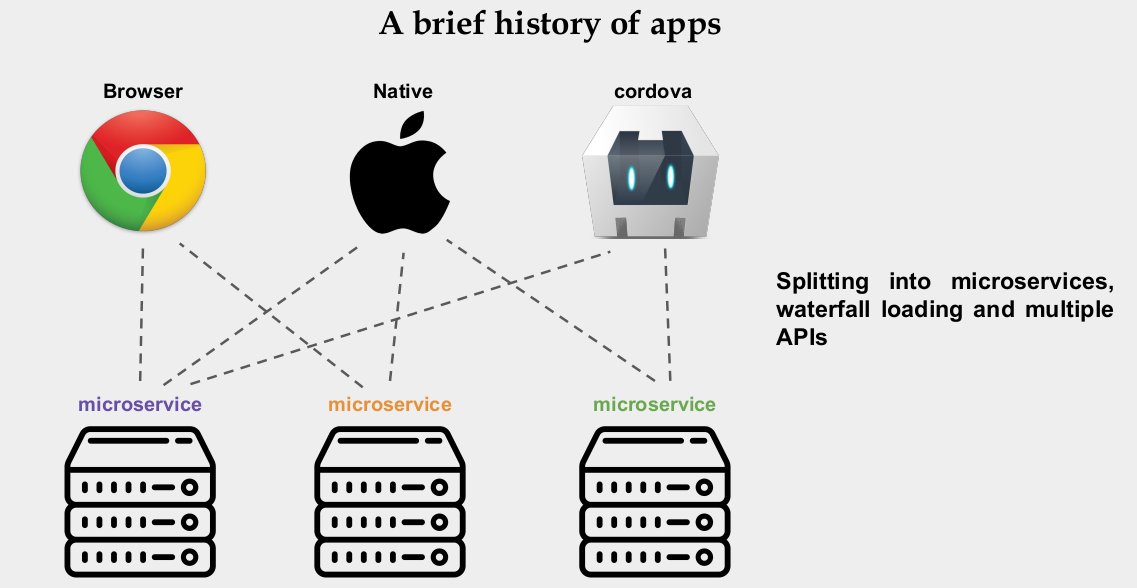 A brief history of apps
Browser
Native
cordova
Splitting into microservices,
waterfall loading and multiple
APIs
microservice
microservice
microservice